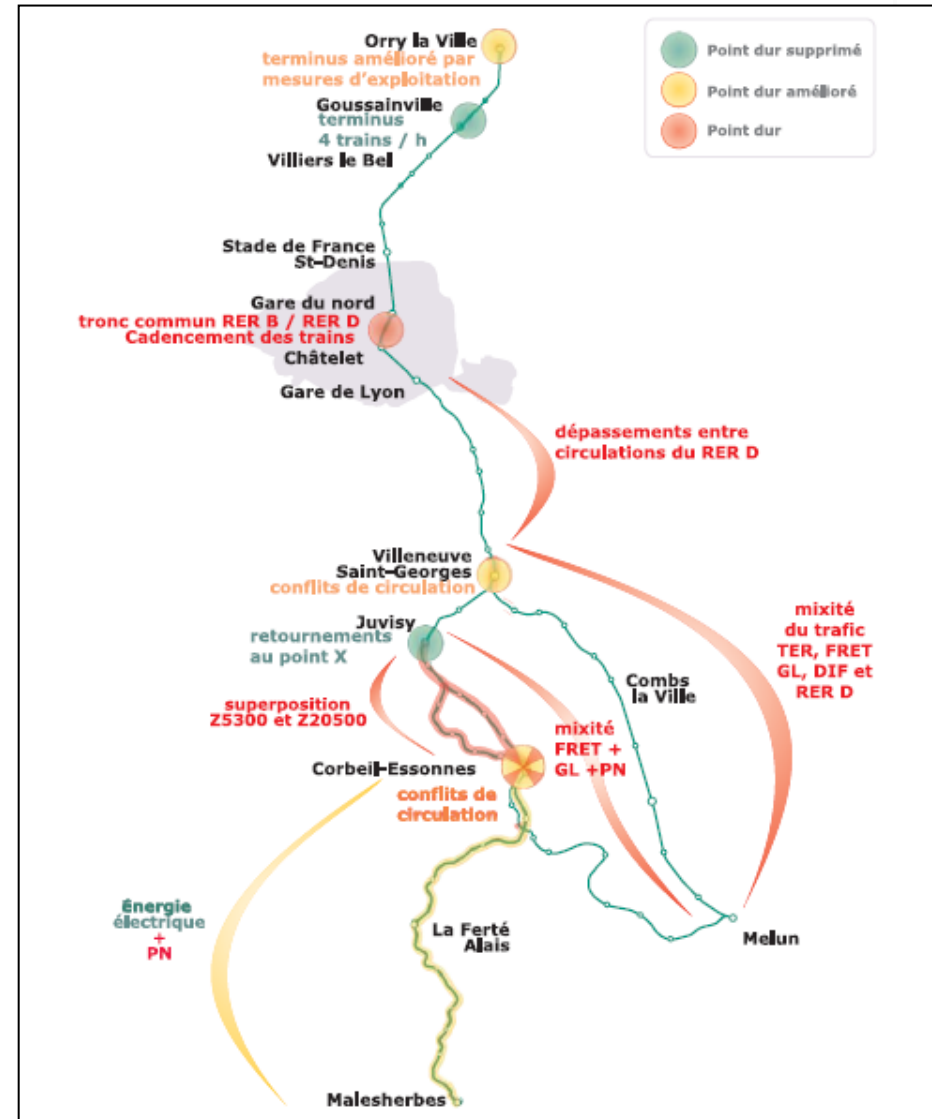 Orry la Ville
terminus amélioré par
mesures d'exploitation
Point dur supprimé
Point dur amélioré
Point dur
Goussainville
terminus
4 trains / h
Villiers le Bel
Stade de France
St-Denis
Gare du nord
tronc commun RER B / RER D
Cadencement des trains
Châtelet
Gare de Lyon
dépassements entre
circulations du RER D
Villeneuve
Saint-Georges
conflits de circulation
Juvisy
retournements
au point X
mixité
du trafic
TER, FRET
GL, DIF et
RER D
Combs
la Ville
superposition
Z5300 et Z20500
mixité
FRET +
GL +PN
Corbeil-Essonnes
conflits de
circulation
Énergie
électrique
+
PN
La Ferté
Alais
Melun
Malesherbes